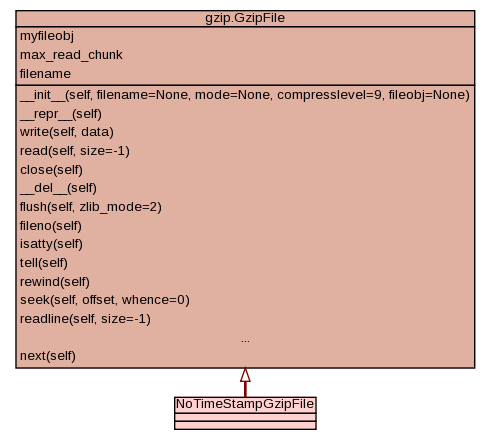 gzip.GzipFile
myfileobj
max_read_chunk
filename
__init__(self, filename=None, mode=None, compresslevel=9, fileobj=None)
__repr__(self)
write(self, data)
read(self, size=-1)
close(self)
__del__(self)
flush(self, zlib_mode=2)
fileno(self)
isatty(self)
tell(self)
rewind(self)
seek(self, offset, whence=0)
readline(self, size=-1)
...
next(self)
NoTimeStampGzipFile